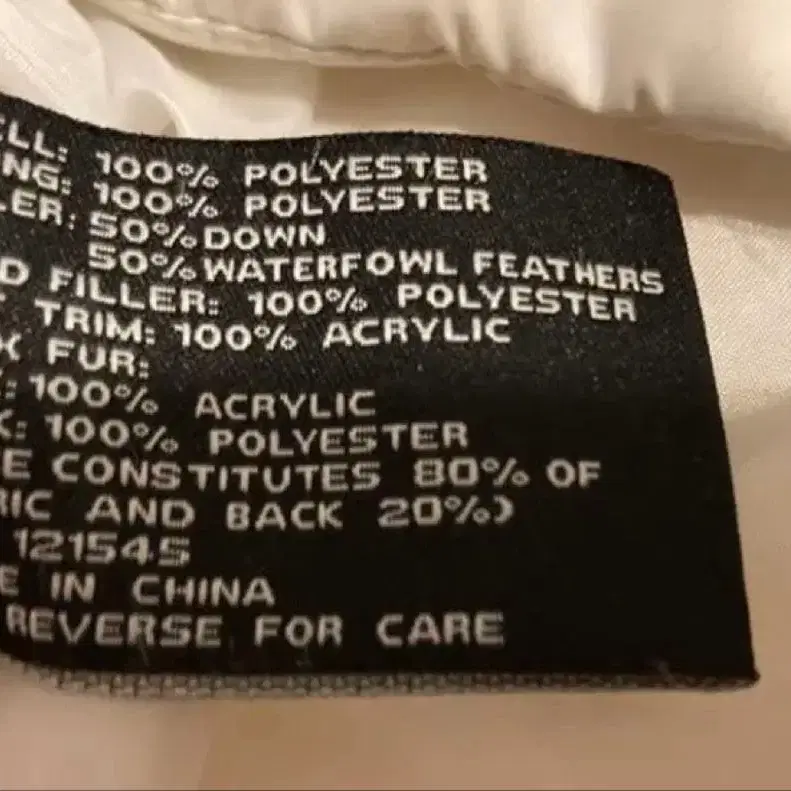 ELL: 100% POLYESTER
NG: 100% POLYESTER
LER: 50% DOWN
50% WATERFOWL FEATHERS
D FILLER: 100% POLYESTER
TRIM: 100% ACRYLIC
X FUR:
: 100% ACRYLIC
K: 100% POLYESTER
E CONSTITUTES 80% OF
RIC AND BACK 20%)
121545
E IN CHINA
REVERSE FOR CARE